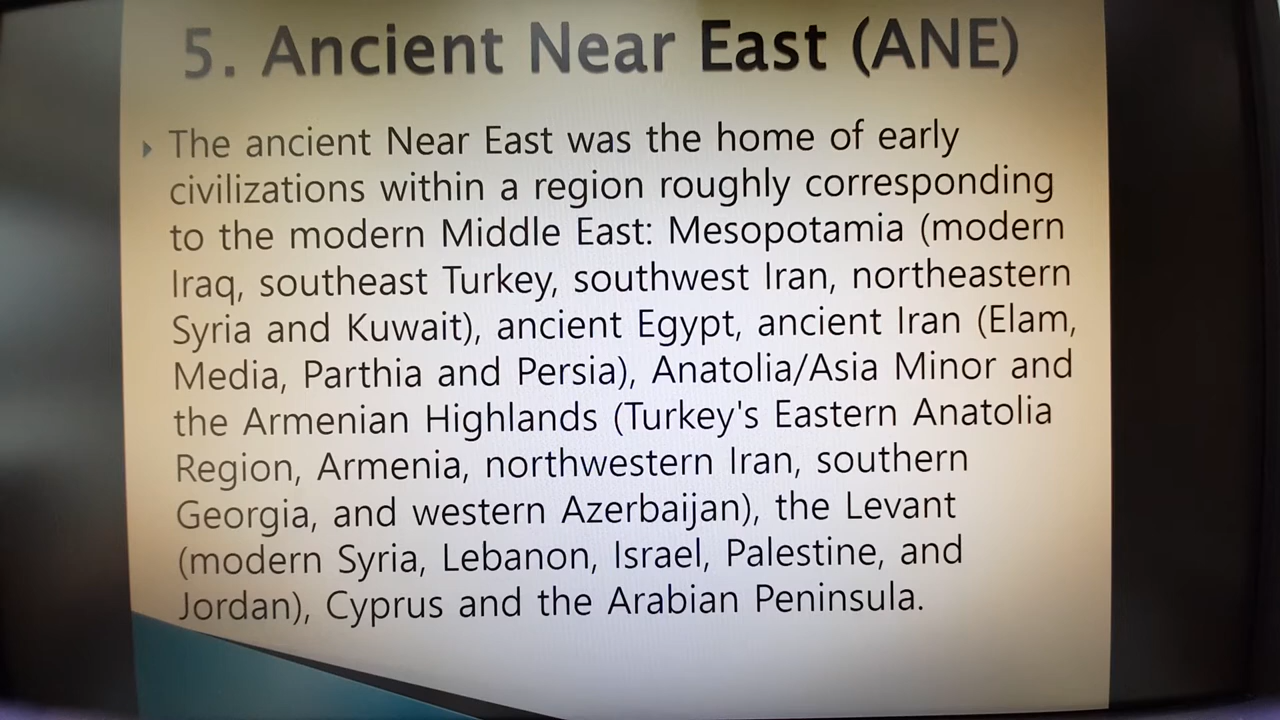 5. Ancient Near East (ANE)
The ancient Near East was the home of early
civilizations within a region roughly corresponding
to the modern Middle East: Mesopotamia (modern
Iraq, southeast Turkey, southwest Iran, northeastern
Syria and Kuwait), ancient Egypt, ancient Iran (Elam,
Media, Parthia and Persia), Anatolia/Asia Minor and
the Armenian Highlands (Turkey's Eastern Anatolia
Region, Armenia, northwestern Iran, southern
Georgia, and western Azerbaijan), the Levant
(modern Syria, Lebanon, Israel, Palestine, and
Jordan), Cyprus and the Arabian Peninsula.